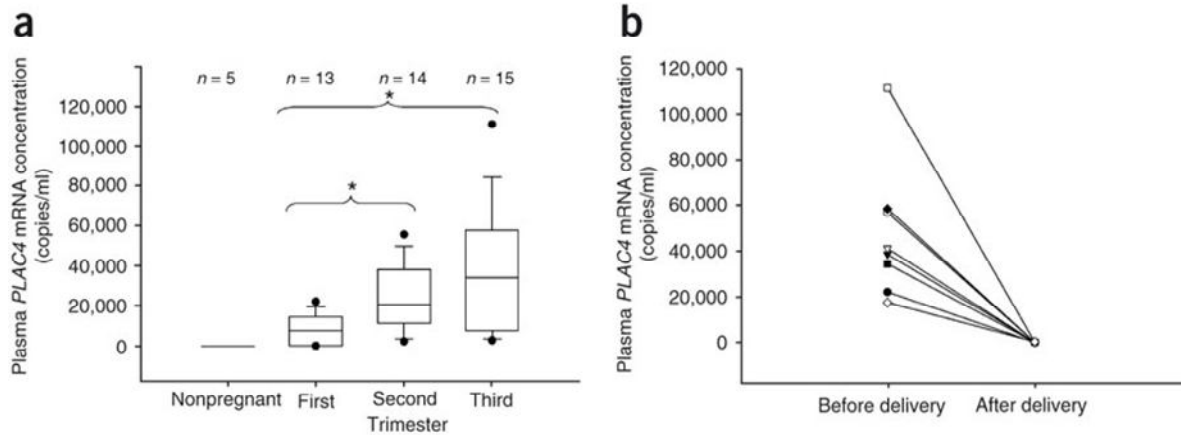 a
Plasma PLAC4 mRNA concentration
(copies/ml)
n = 5 n = 13 n = 14 n = 15
*
*
120,000
100,000
80,000
60,000
40,000
20,000
0
Nonpregnant First Second Third
Trimester
b
Plasma PLAC4 mRNA concentration
(copies/ml)
120,000
100,000
80,000
60,000
40,000
20,000
0
Before delivery After delivery